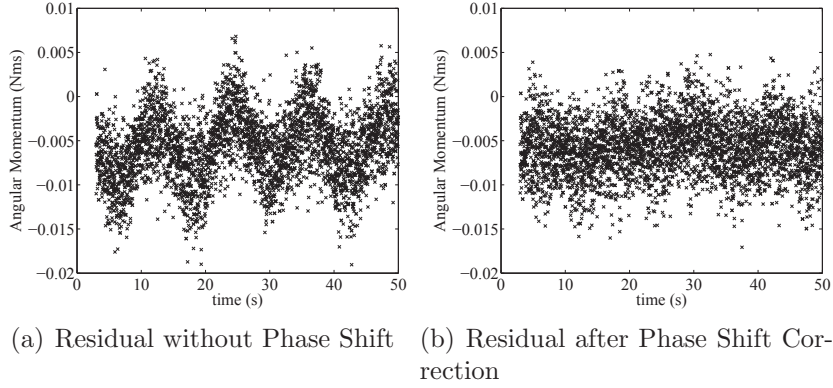 0.01
0.005
0
−0.005
−0.01
−0.015
−0.02
Angular Momentum (Nms)
0 10 20 30 40 50
time (s)
(a) Residual without Phase Shift
0.01
0.005
0
−0.005
−0.01
−0.015
−0.02
Angular Momentum (Nms)
0 10 20 30 40 50
time (s)
(b) Residual after Phase Shift Cor-
rection